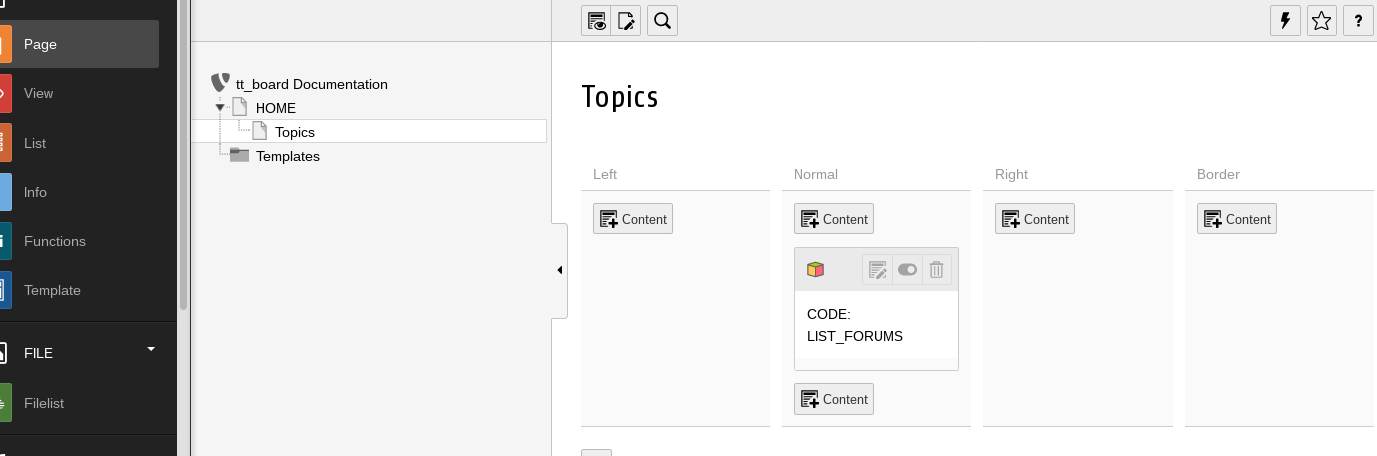 Page
View
List
Info
Functions
Template
FILE
Filelist
tt_board Documentation
HOME
Topics
Templates
?
Topics
Left
Normal
Right
Border
Content
Content
Content
Content
CODE:
LIST_FORUMS
Content